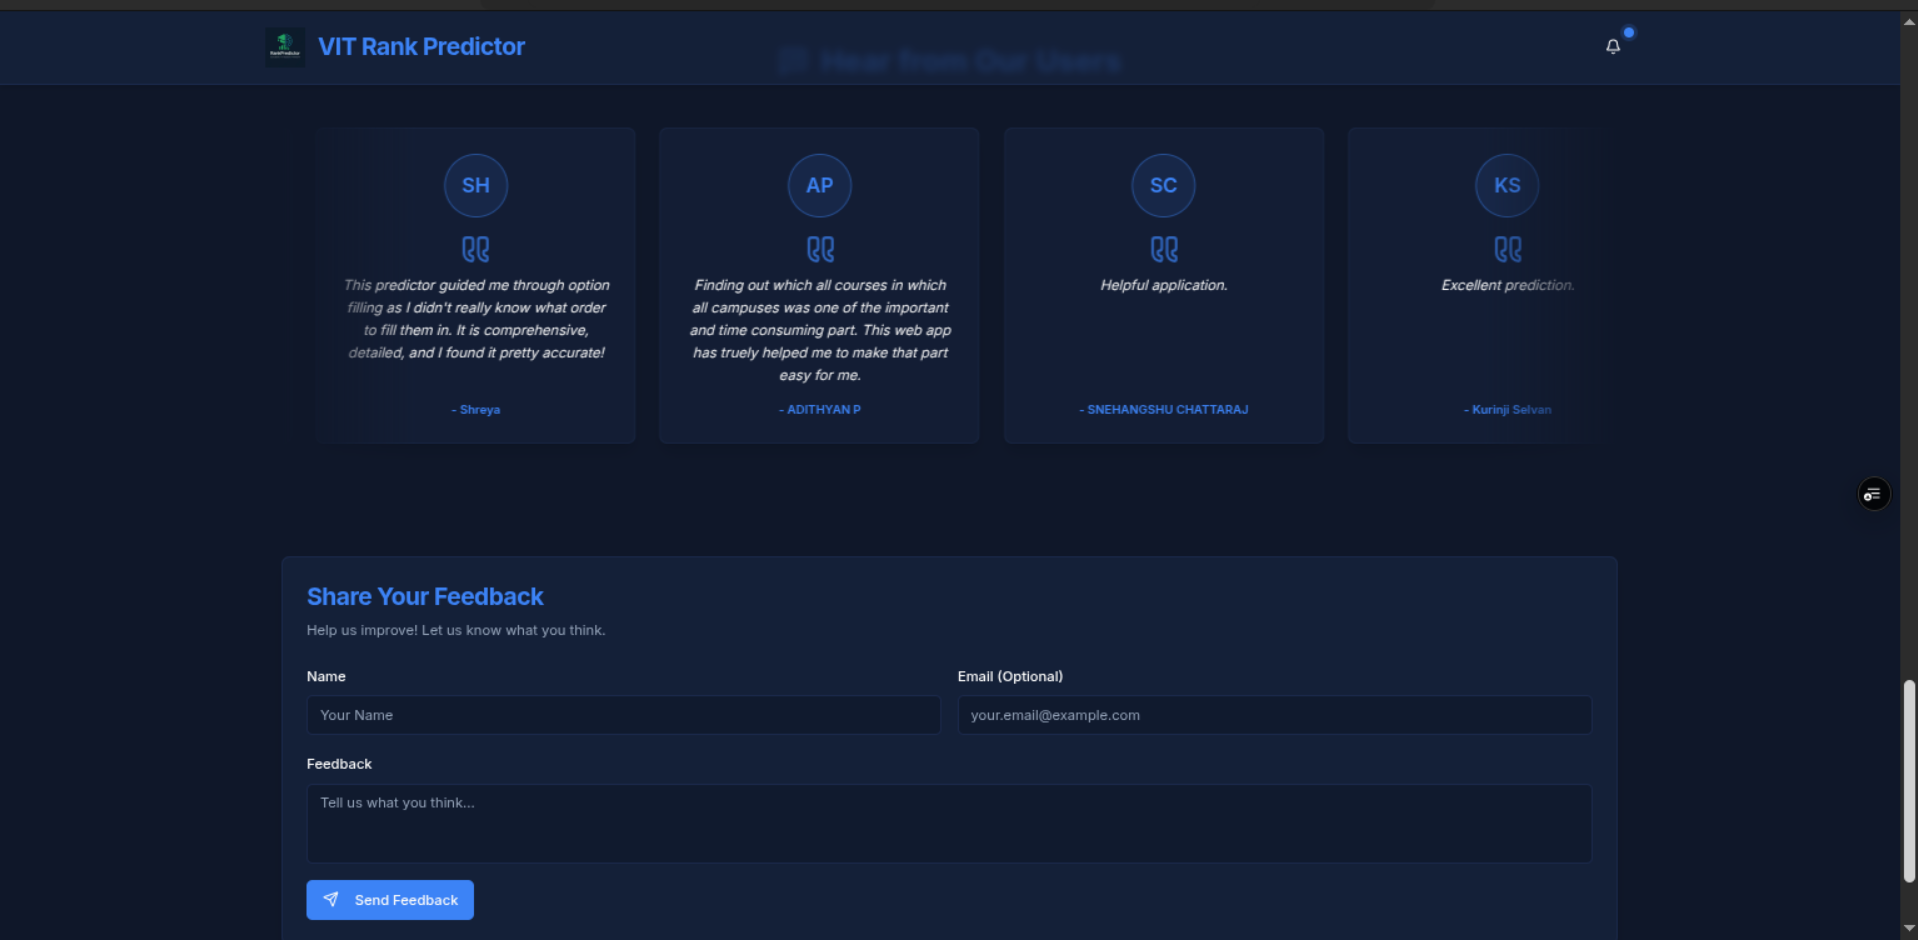 VIT Rank Predictor
Hear from Our Users
SH
This predictor guided me through option
filling as I didn't really know what order
to fill them in. It is comprehensive,
detailed, and I found it pretty accurate!
- Shreya
AP
Finding out which all courses in which
all campuses was one of the important
and time consuming part. This web app
has truely helped me to make that part
easy for me.
- ADITHYAN P
SC
Helpful application.
- SNEHANGSHU CHATTARAJ
KS
Excellent prediction.
- Kurinji Selvan
Share Your Feedback
Help us improve! Let us know what you think.
Name
Email (Optional)
Your Name
your.email@example.com
Feedback
Tell us what you think...
Send Feedback